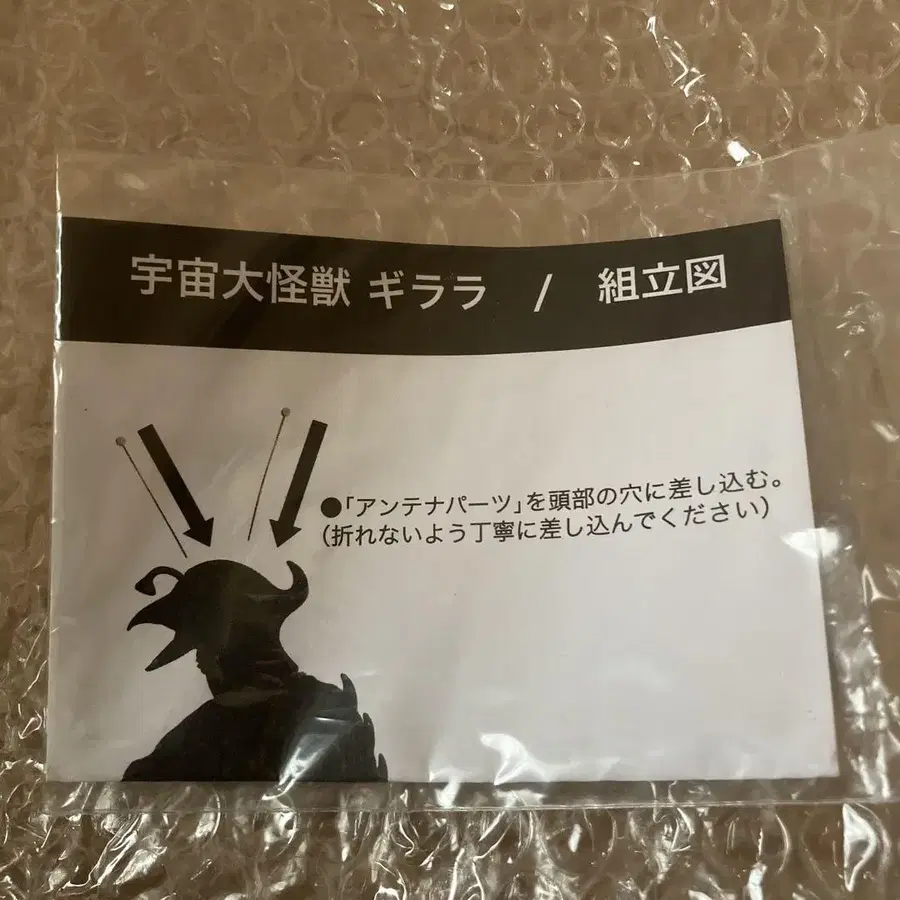 宇宙大怪獣 ギララ / 組立図
●「アンテナパーツ」を頭部の穴に差し込む。
（折れないよう丁寧に差し込んでください）